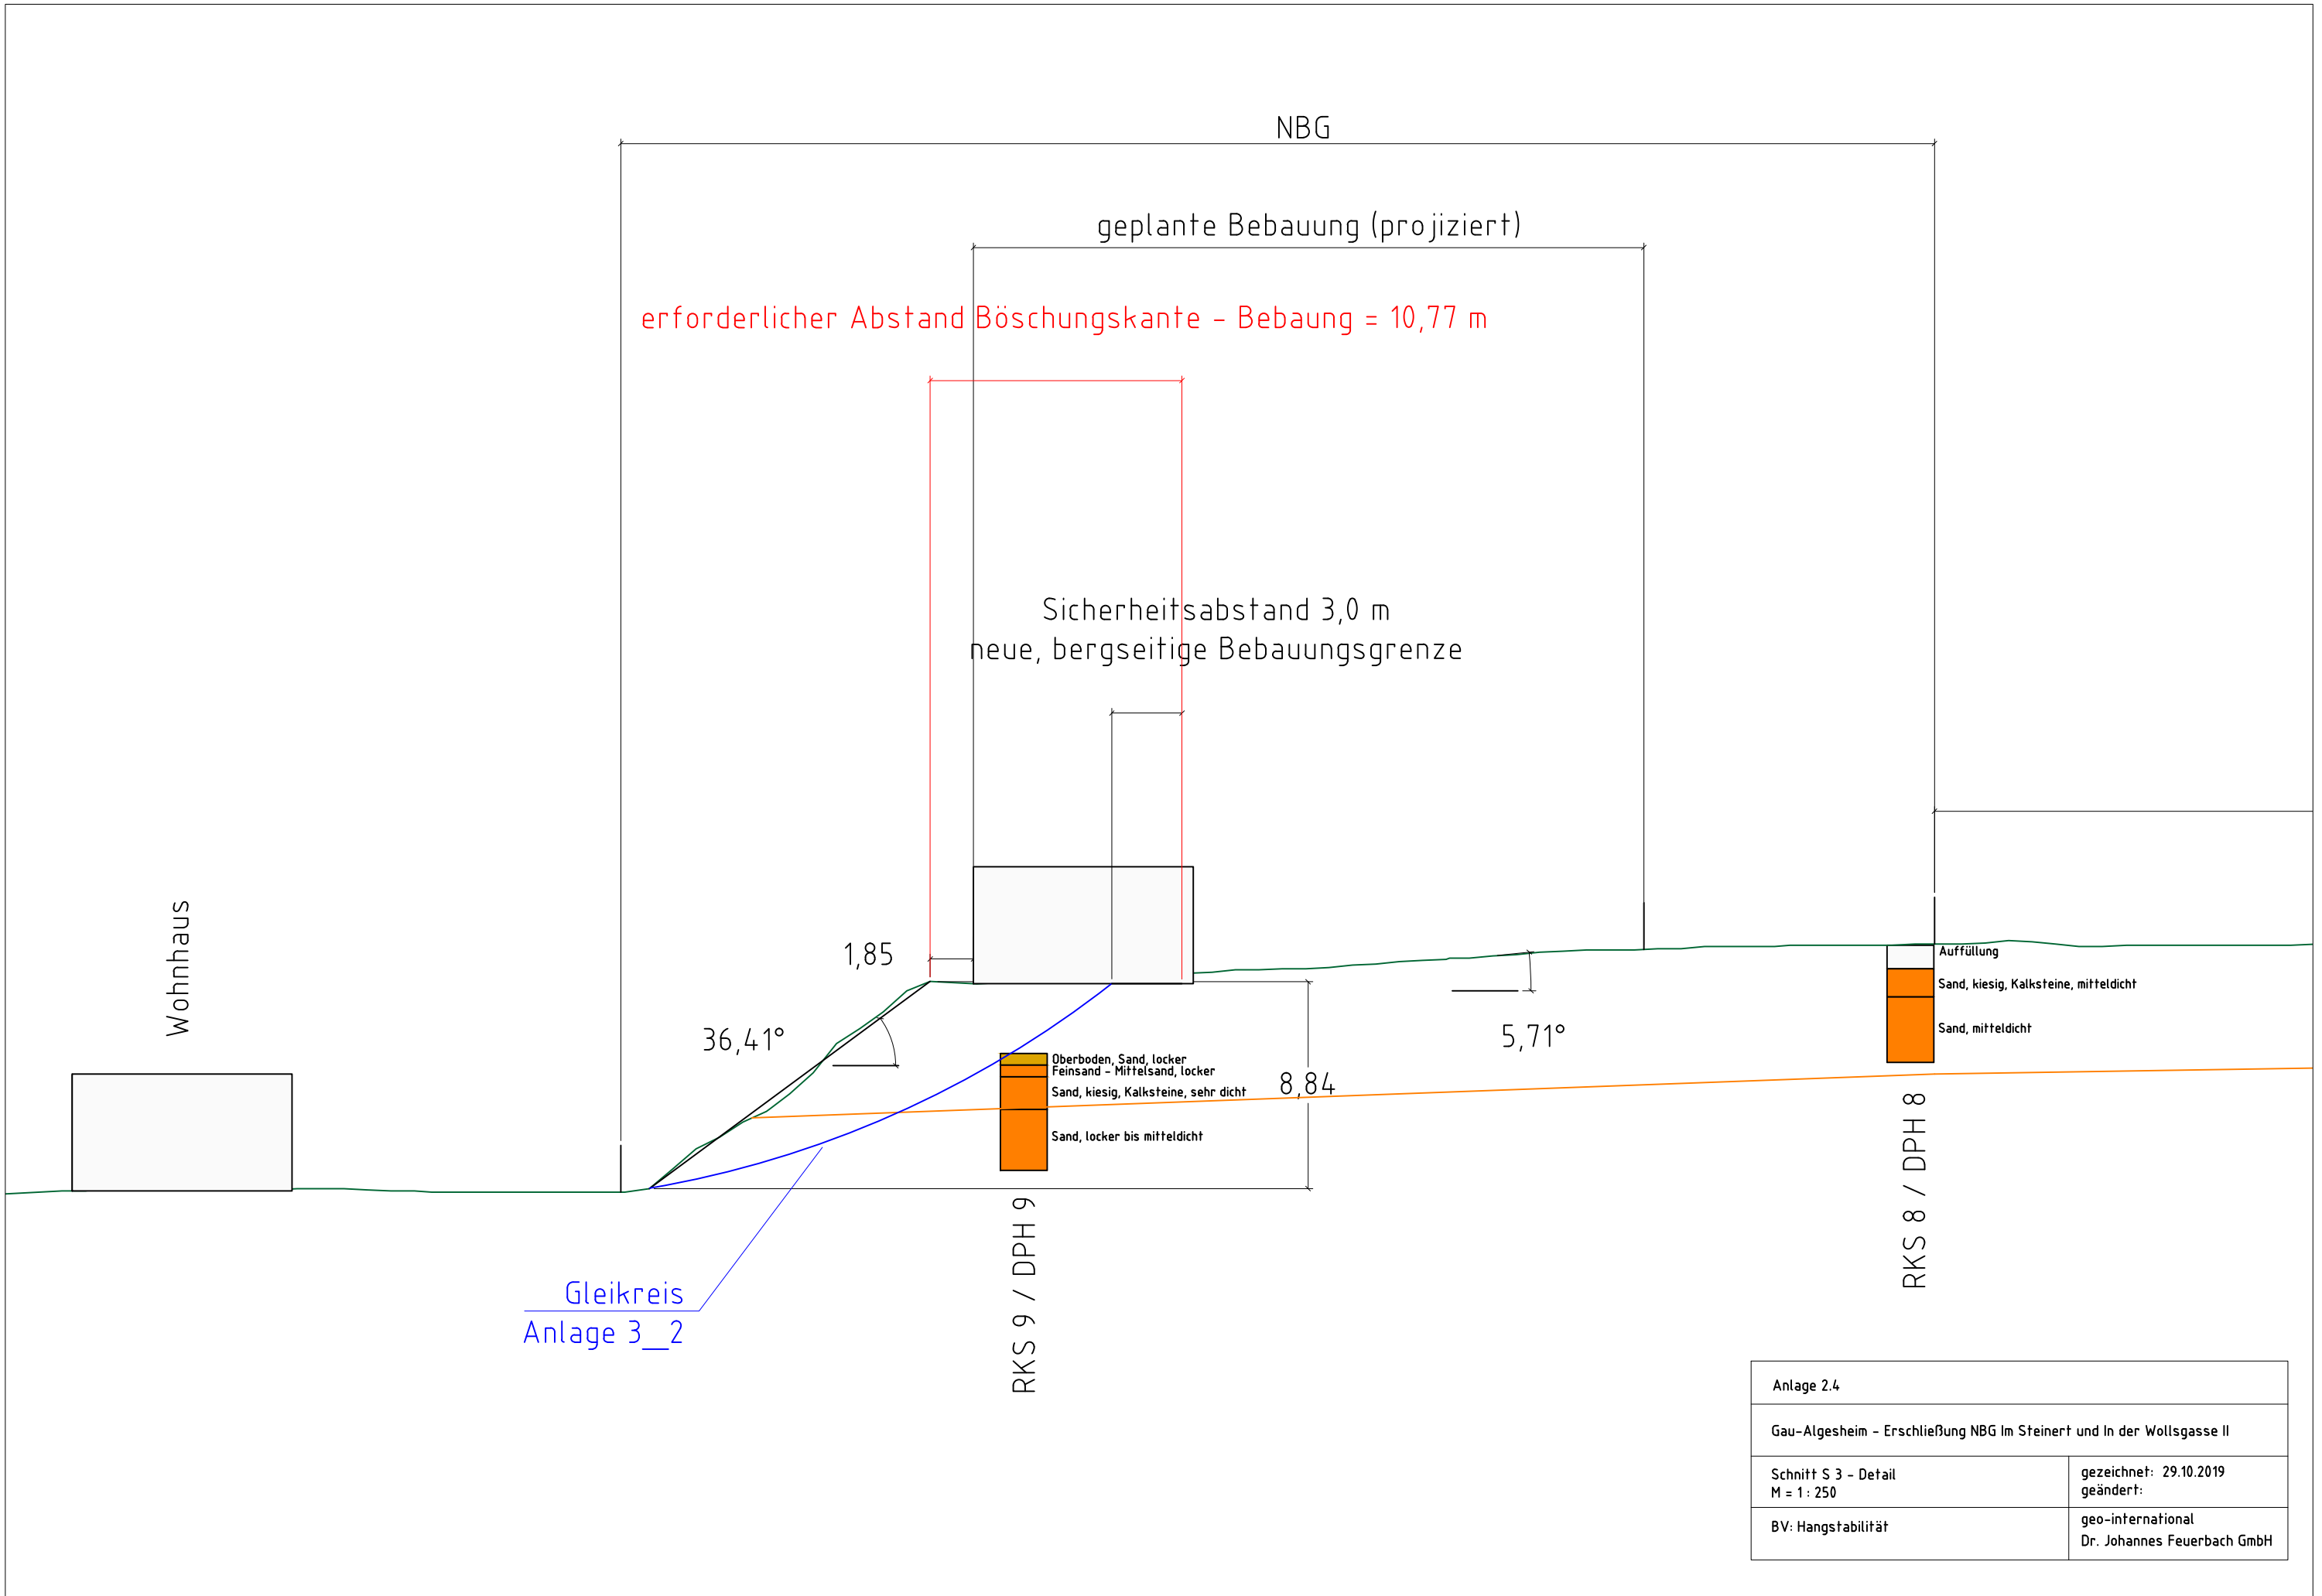 NBG
geplante Bebauung (projiziert)
erforderlicher Abstand Böschungskante - Bebaung = 10,77 m
Sicherheitsabstand 3,0 m
neue, bergseitige Bebauungsgrenze
Wohnhaus
1,85
36,41°
5,71°
8,84
Auffüllung
Sand, kiesig, Kalksteine, mitteldicht
Sand, mitteldicht
Oberboden, Sand, locker
Feinsand - Mittelsand, locker
Sand, kiesig, Kalksteine, sehr dicht
Sand, locker bis mitteldicht
RKS 9 / DPH 9
RKS 8 / DPH 8
Gleikreis
Anlage 3__2
Anlage 2.4
Gau-Algesheim - Erschließung NBG Im Steinert und In der Wollsgasse II
Schnitt S 3 - Detail
M = 1 : 250
gezeichnet: 29.10.2019
geändert:
BV: Hangstabilität
geo-international
Dr. Johannes Feuerbach GmbH